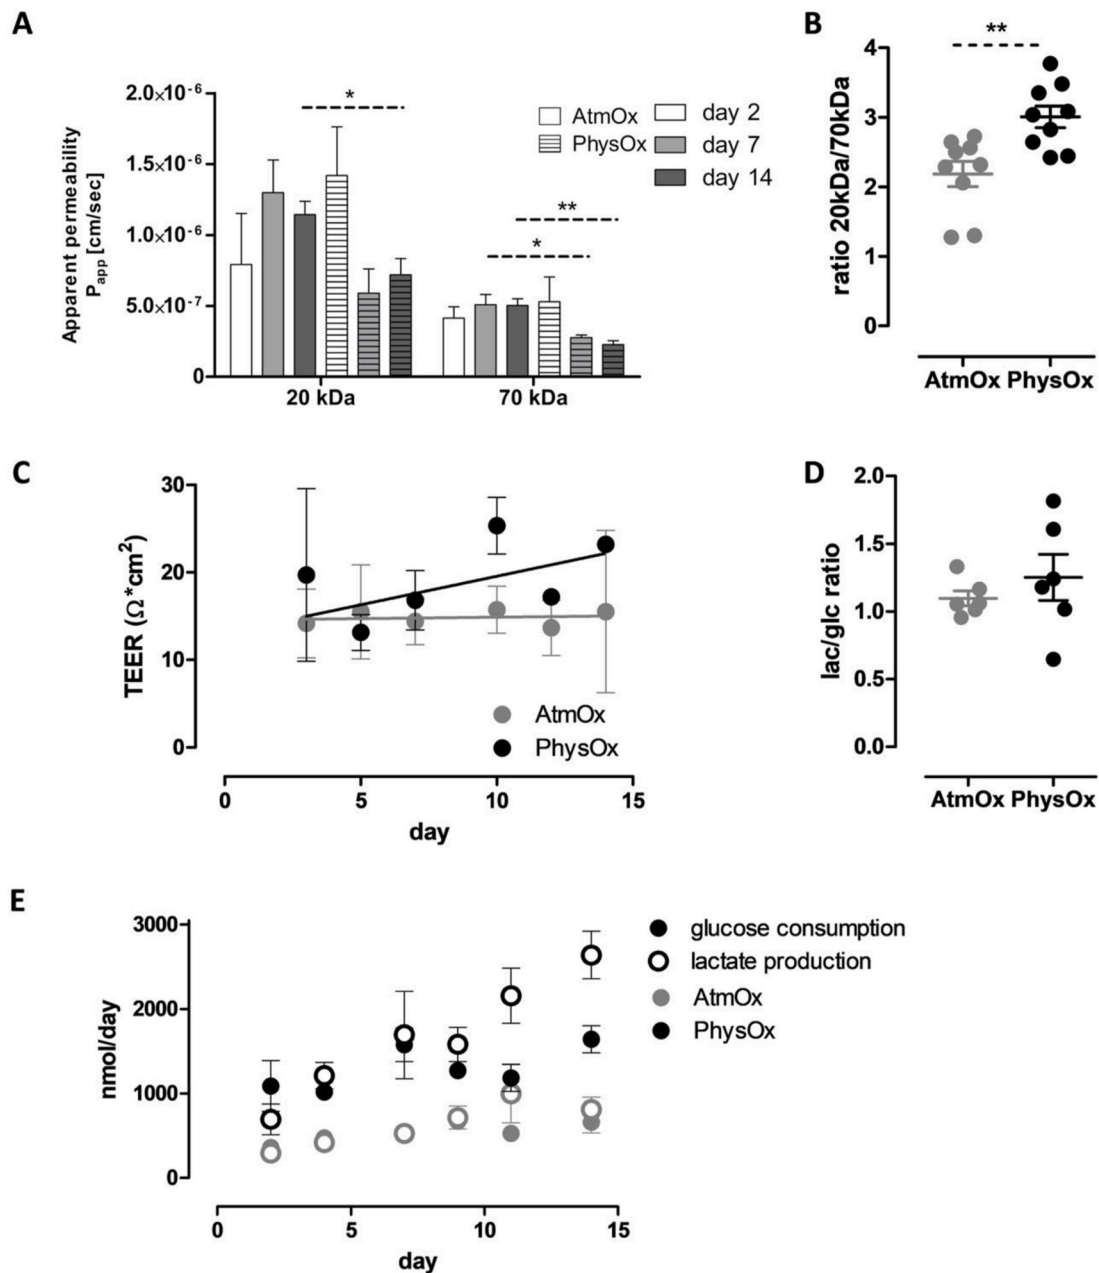 A
Apparent permeability
Papp [cm/sec]
2.0×10-6
1.5×10-6
1.0×10-6
5.0×10-7
0
*
**
*
AtmOx
PhysOx
day 2
day 7
day 14
20 kDa
70 kDa
B
ratio 20kDa/70kDa
4
3
2
1
0
**
AtmOx PhysOx
C
TEER (Ω*cm2)
30
20
10
0
AtmOx
PhysOx
0
5
10
15
day
D
lac/glc ratio
2.0
1.5
1.0
0.5
0.0
AtmOx PhysOx
E
nmol/day
3000
2000
1000
0
glucose consumption
lactate production
AtmOx
PhysOx
0
5
10
15
day